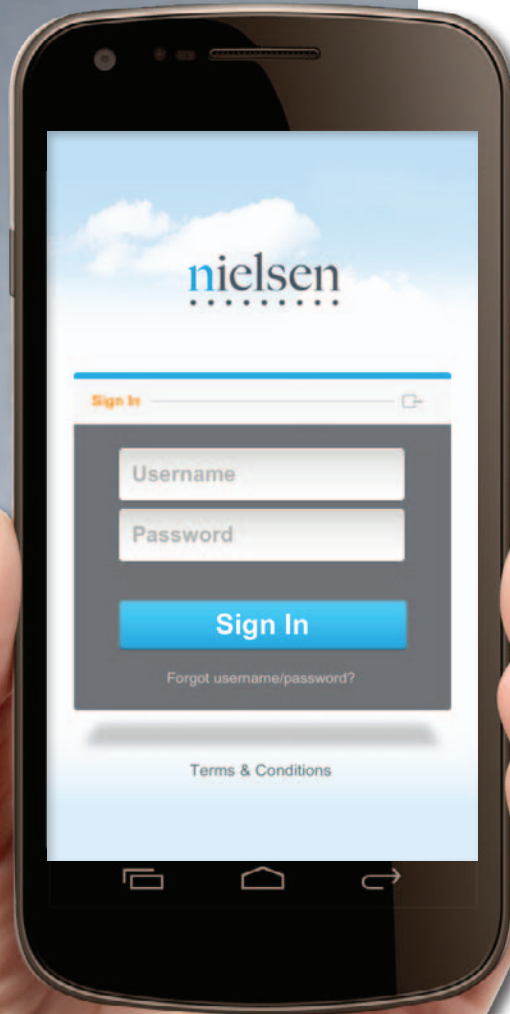 nielsen
Sign In
Username
Password
Sign In
Forgot username/password?
Terms & Conditions